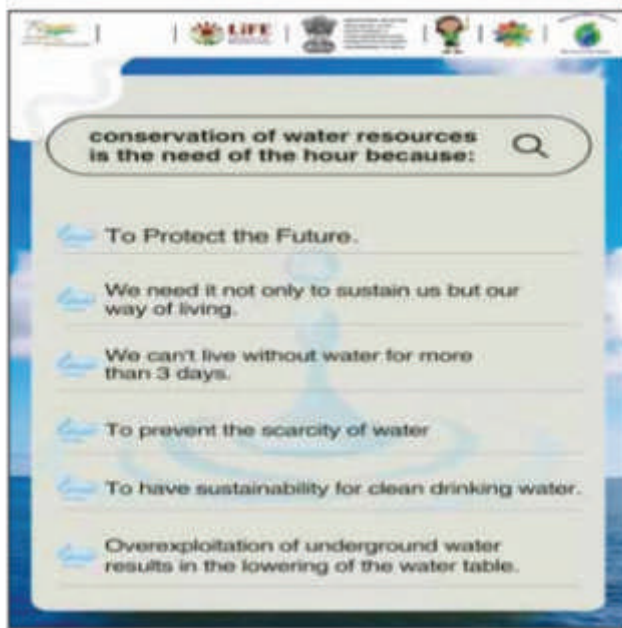 LiFE
conservation of water resources
is the need of the hour because:
To Protect the Future.
We need it not only to sustain us but our
way of living.
We can't live without water for more
than 3 days.
To prevent the scarcity of water
To have sustainability for clean drinking water.
Overexploitation of underground water
results in the lowering of the water table.